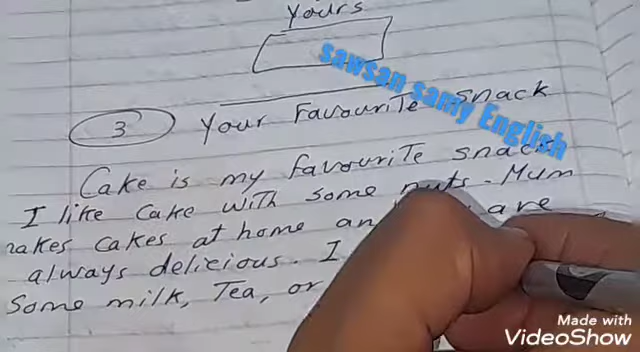 Yours
3 Your Favourite snack
Cake is my favourite snack
I like Cake with some nuts. Mum
makes cakes at home an are
always delicious. I
Some milk, Tea, or
sawsan samy English
Made with
VideoShow